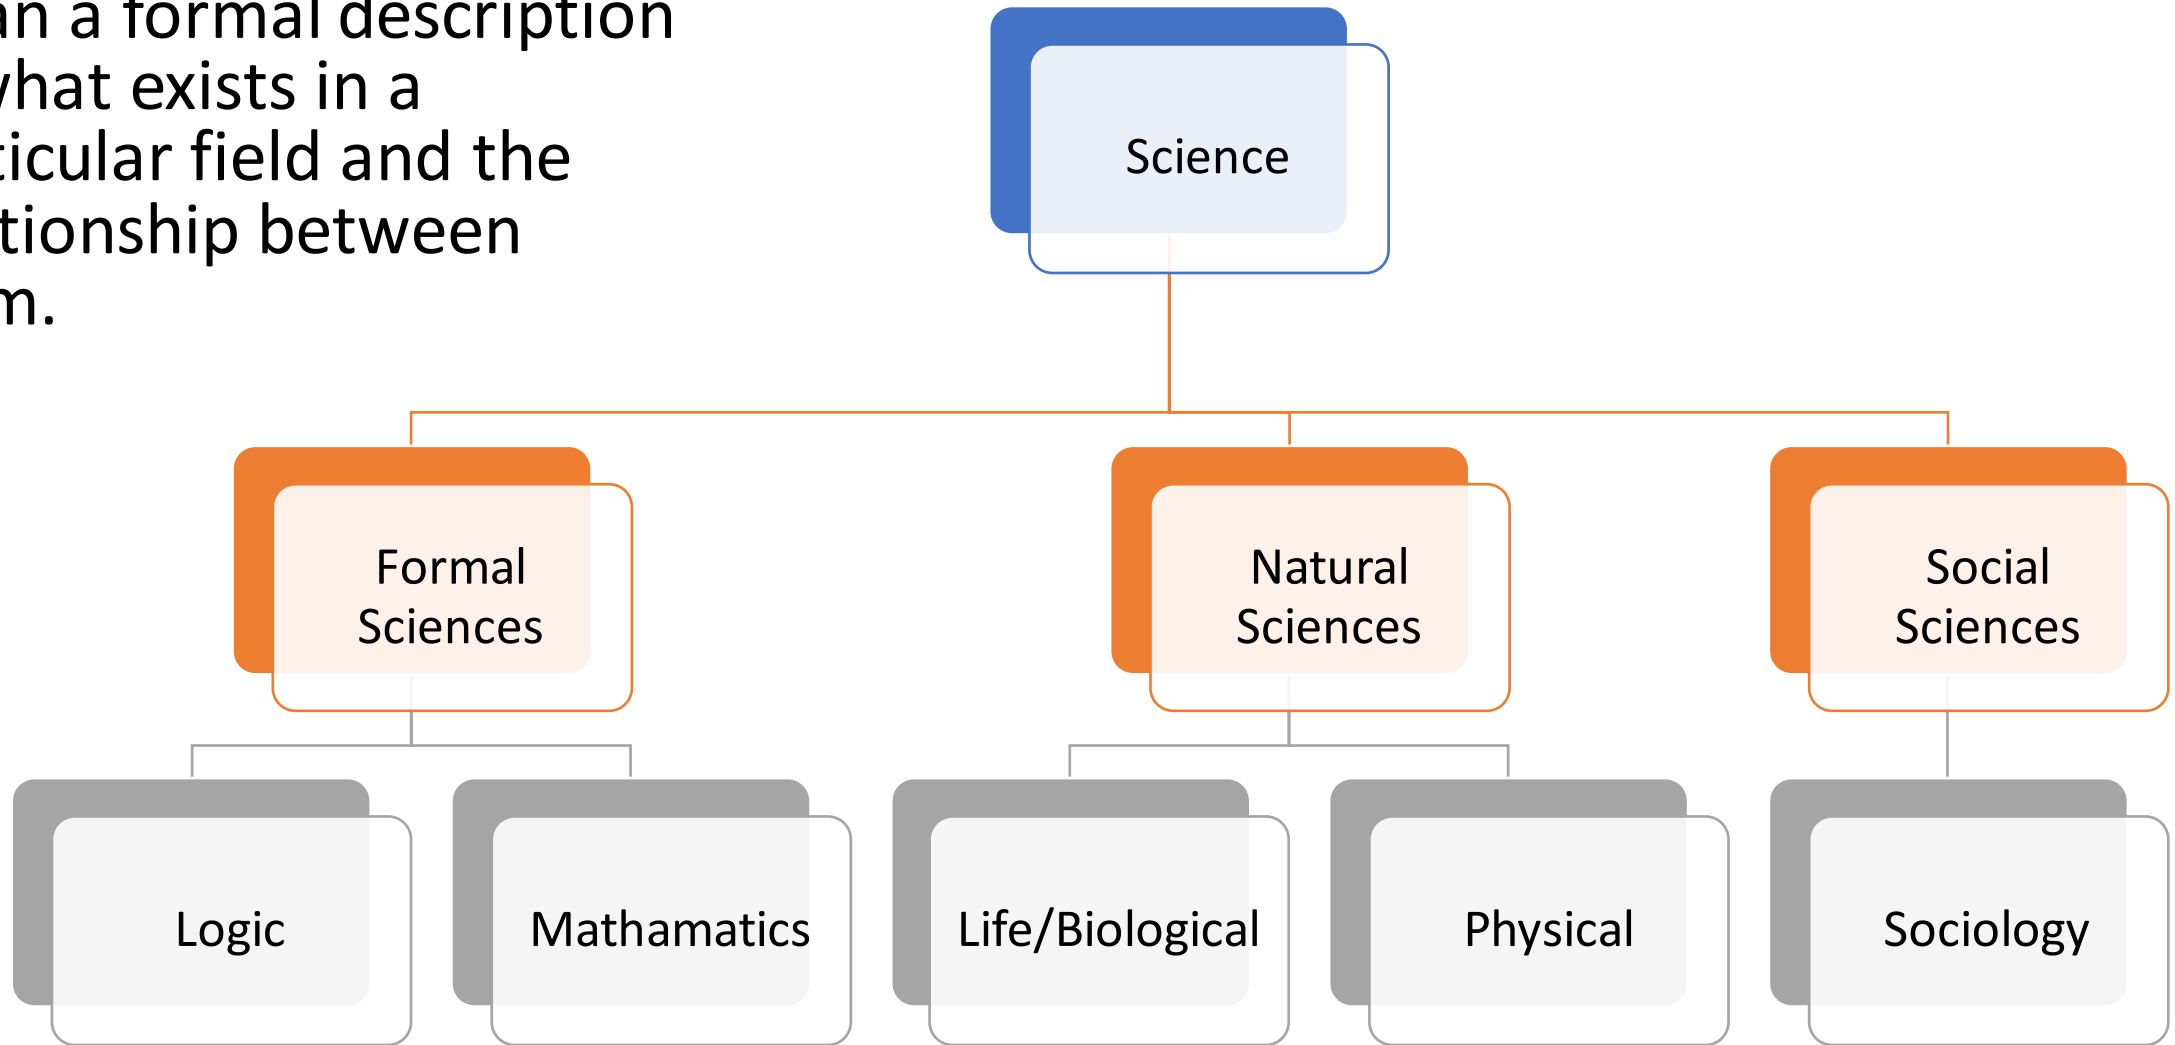 an a formal description
what exists in a
ticular field and the
tionship between
m.
Science
Formal
Sciences
Natural
Sciences
Social
Sciences
Logic
Mathamatics
Life/Biological
Physical
Sociology